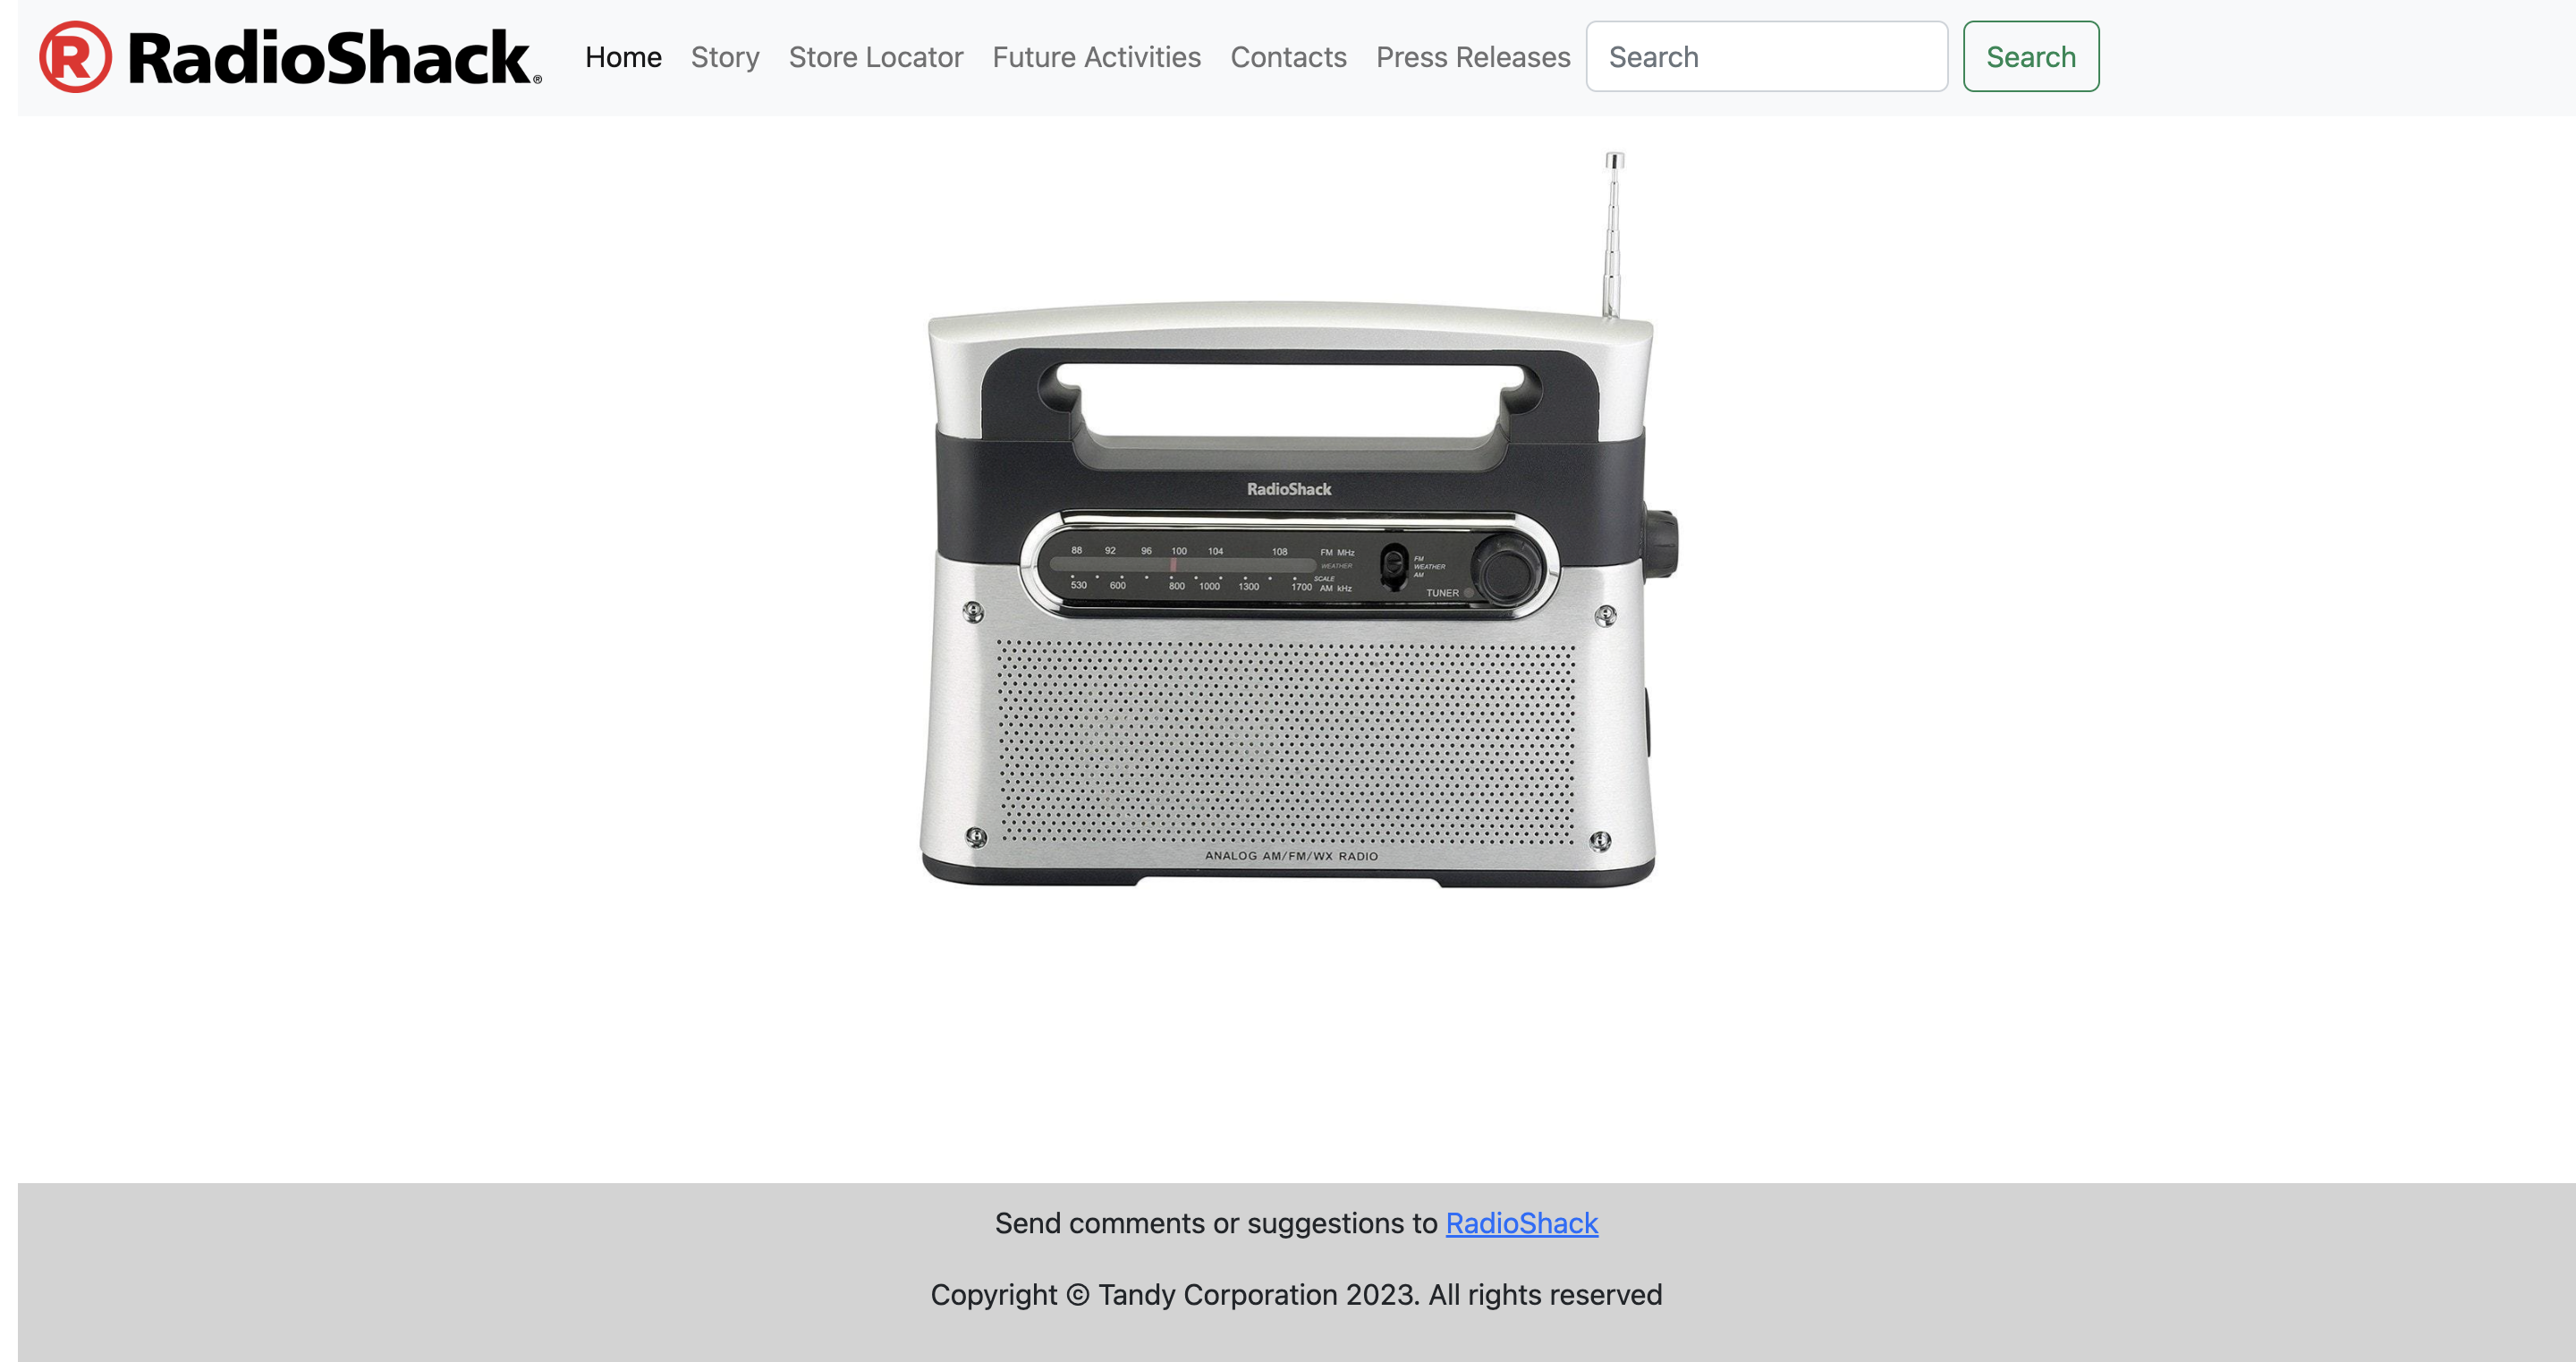 R RadioShack®
Home Story Store Locator Future Activities Contacts Press Releases Search Search
RadioShack
88 92 96 100 104 108 FM MHz
WEATHER
SCALE
530 600 800 1000 1300 1700 AM kHz
FM
WEATHER
AM
TUNER
ANALOG AM/FM/WX RADIO
Send comments or suggestions to RadioShack
Copyright © Tandy Corporation 2023. All rights reserved